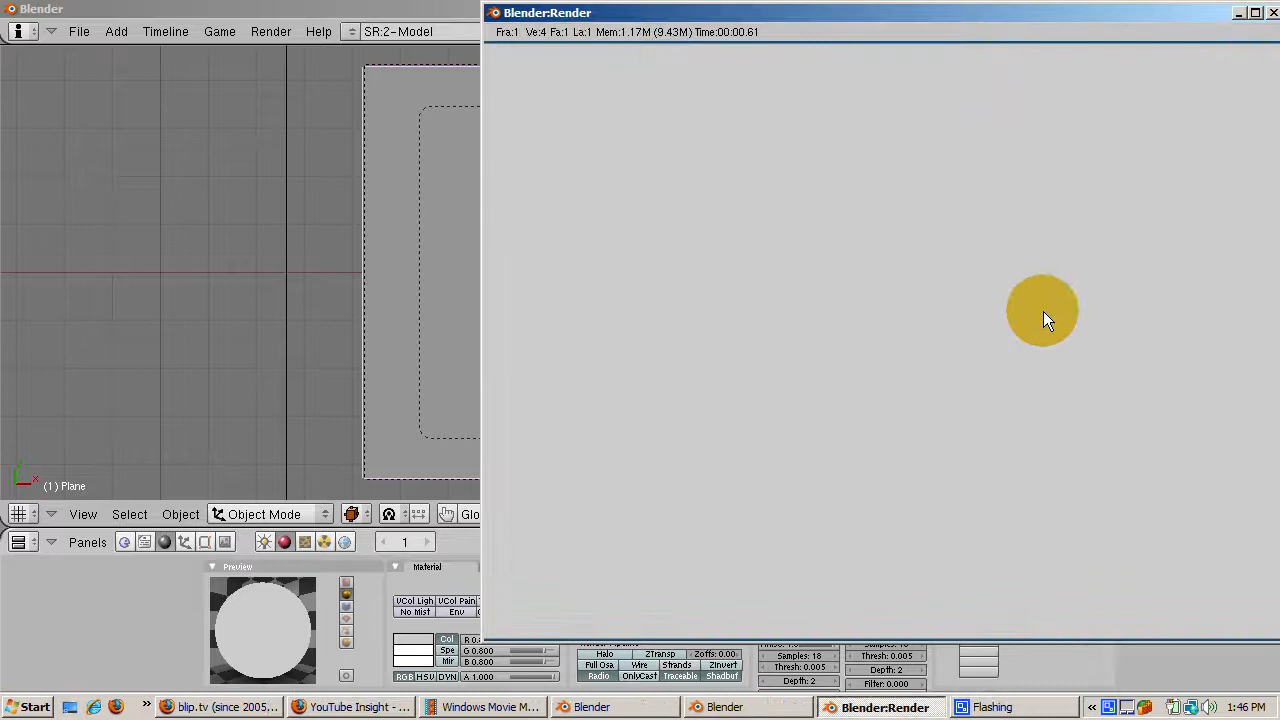 Blender
File Add Timeline Game Render Help SR:2-Model
Blender:Render
Fra:1 Ve:4 Fa:1 La:1 Mem:1.17M (9.43M) Time:00:00.61
(1) Plane
View Select Object Object Mode Glo
Panels 1
Preview
Material
VCol Ligh VCol Pain
No Mist Env
Col R 0.8
Spe G 0.800
Mir B 0.800
RGB HSV DYN A 1.000
Halo ZTransp Zoffs: 0.00
Full Osa Wire Strands ZInvert
Radio OnlyCast Traceable Shadbuf
Samples: 18
Thresh: 0.005
Depth: 2
Thresh: 0.005
Depth: 2
Filter: 0.000
Start blip.tv (since 2005, ... YouTube Insight - ... Windows Movie M... Blender Blender Blender:Render Flashing 1:46 PM